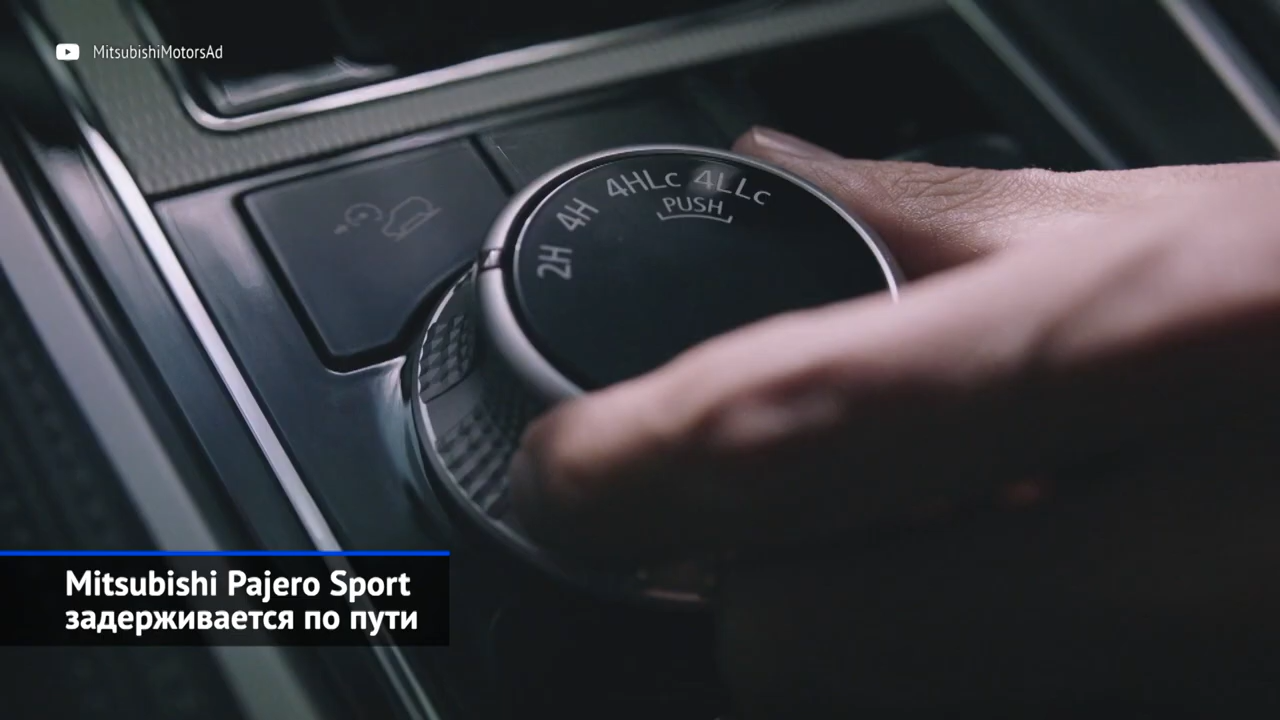 MitsubishiMotorsAd
4HLc 4LLc
PUSH
4H
2H
Mitsubishi Pajero Sport
задерживается по пути